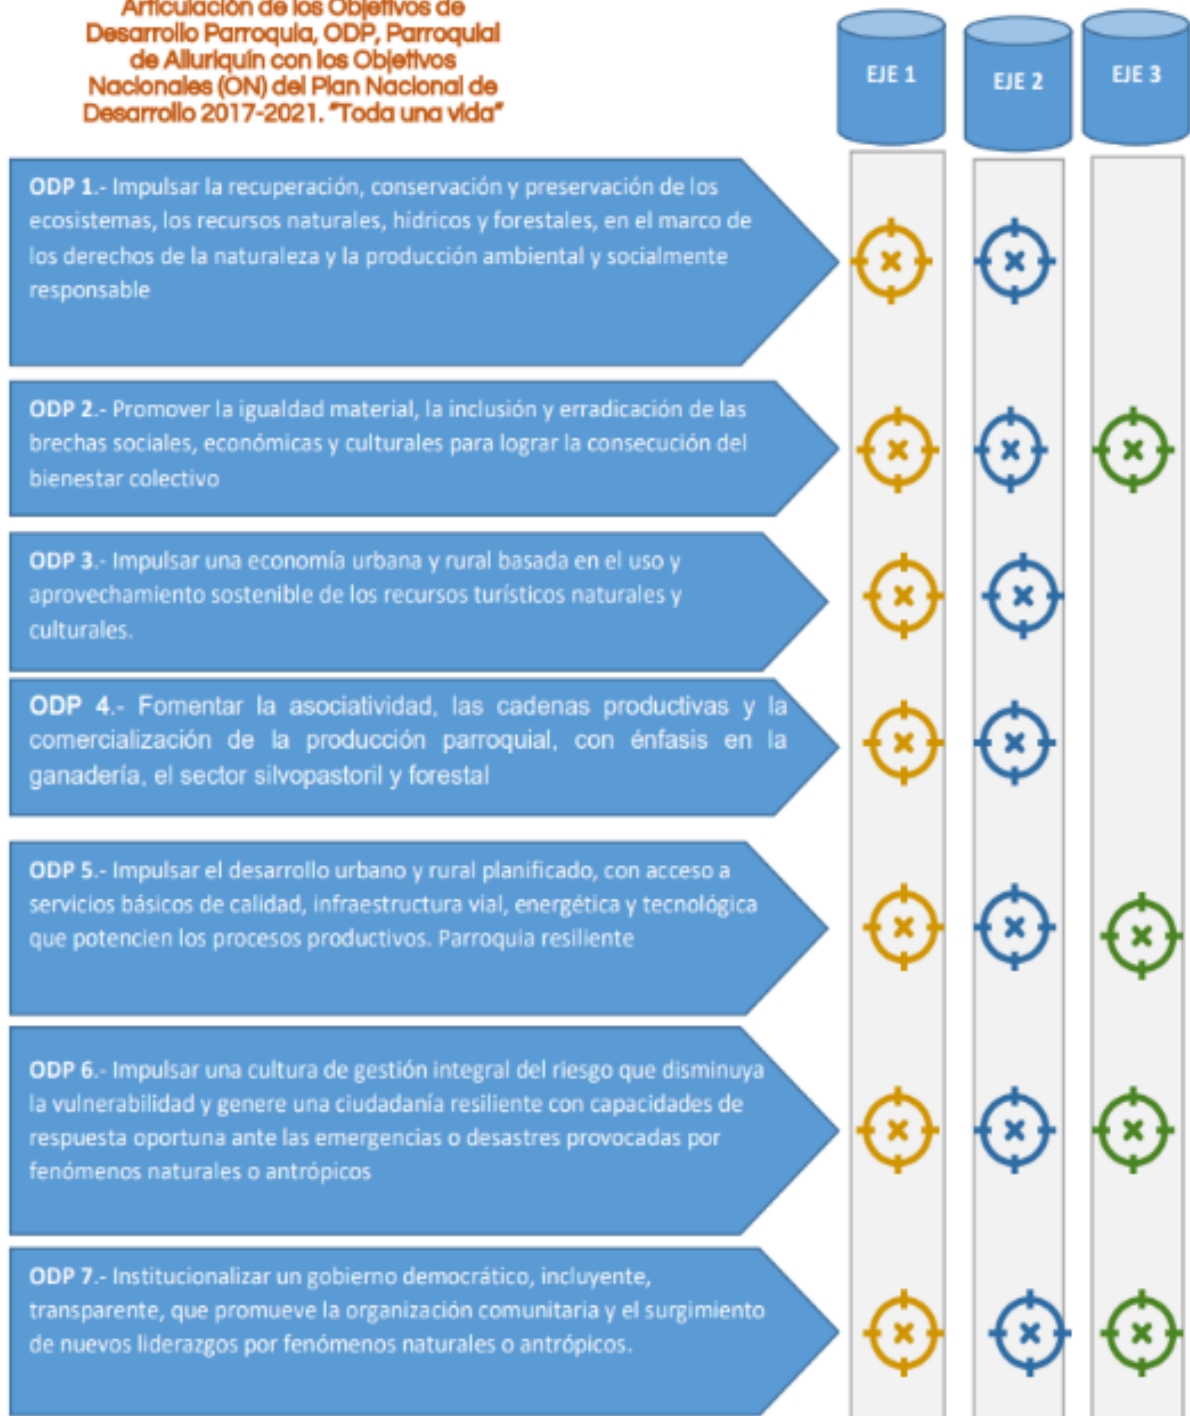 Articulación de los Objetivos de
Desarrollo Parroquia, ODP, Parroquial
de Alluriquín con los Objetivos
Nacionales (ON) del Plan Nacional de
Desarrollo 2017-2021. "Toda una vida"
EJE 1
EJE 2
EJE 3
ODP 1.- Impulsar la recuperación, conservación y preservación de los
ecosistemas, los recursos naturales, hídricos y forestales, en el marco de
los derechos de la naturaleza y la producción ambiental y socialmente
responsable
ODP 2.- Promover la igualdad material, la inclusión y erradicación de las
brechas sociales, económicas y culturales para lograr la consecución del
bienestar colectivo
ODP 3.- Impulsar una economía urbana y rural basada en el uso y
aprovechamiento sostenible de los recursos turísticos naturales y
culturales.
ODP 4.- Fomentar la asociatividad, las cadenas productivas y la
comercialización de la producción parroquial, con énfasis en la
ganadería, el sector silvopastoril y forestal
ODP 5.- Impulsar el desarrollo urbano y rural planificado, con acceso a
servicios básicos de calidad, infraestructura vial, energética y tecnológica
que potencien los procesos productivos. Parroquia resiliente
ODP 6.- Impulsar una cultura de gestión integral del riesgo que disminuya
la vulnerabilidad y genere una ciudadanía resiliente con capacidades de
respuesta oportuna ante las emergencias o desastres provocadas por
fenómenos naturales o antrópicos
ODP 7.- Institucionalizar un gobierno democrático, incluyente,
transparente, que promueve la organización comunitaria y el surgimiento
de nuevos liderazgos por fenómenos naturales o antrópicos.